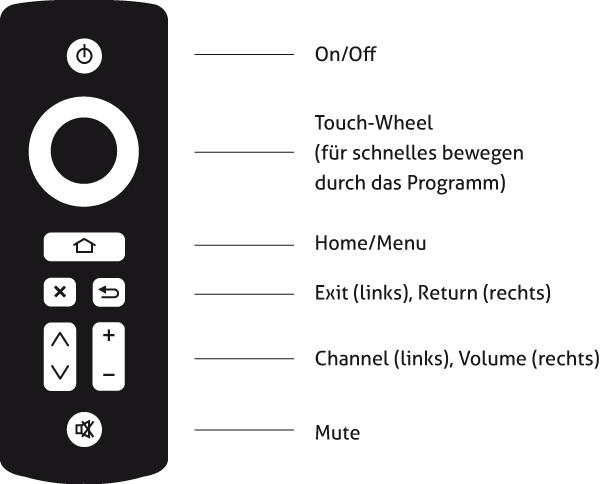 On/Off
Touch-Wheel
(für schnelles bewegen
durch das Programm)
Home/Menu
Exit (links), Return (rechts)
Channel (links), Volume (rechts)
Mute